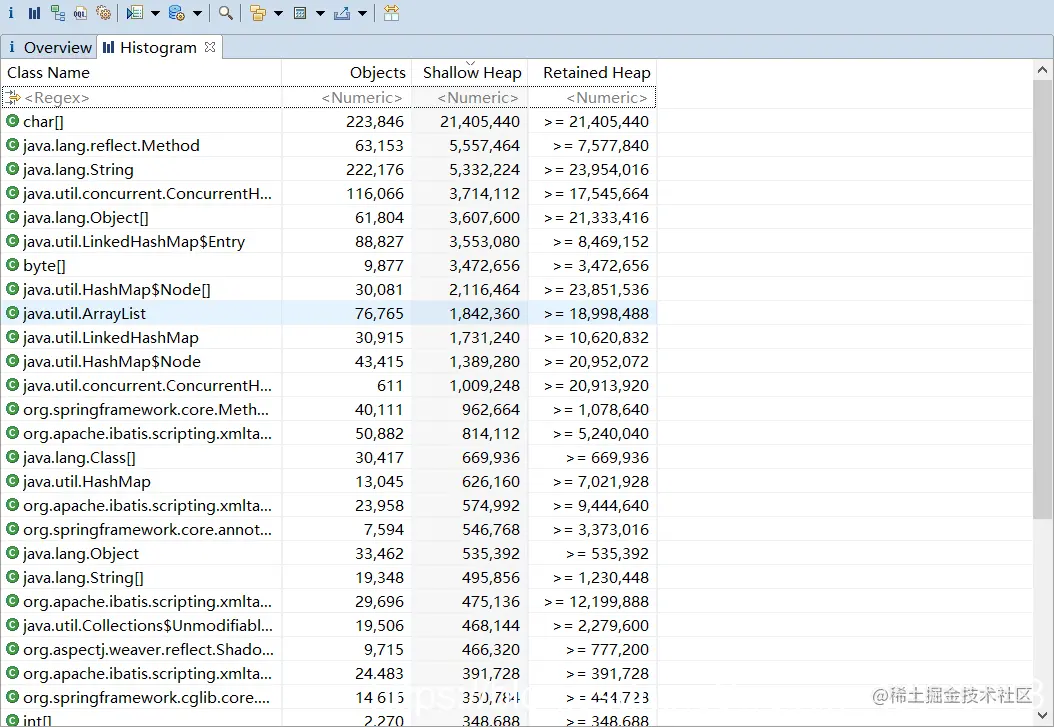 Overview Histogram
Class Name Objects Shallow Heap Retained Heap
<Regex> <Numeric> <Numeric> <Numeric>
char[] 223,846 21,405,440 >= 21,405,440
java.lang.reflect.Method 63,153 5,557,464 >= 7,577,840
java.lang.String 222,176 5,332,224 >= 23,954,016
java.util.concurrent.ConcurrentH... 116,066 3,714,112 >= 17,545,664
java.lang.Object[] 61,804 3,607,600 >= 21,333,416
java.util.LinkedHashMap$Entry 88,827 3,553,080 >= 8,469,152
byte[] 9,877 3,472,656 >= 3,472,656
java.util.HashMap$Node[] 30,081 2,116,464 >= 23,851,536
java.util.ArrayList 76,765 1,842,360 >= 18,998,488
java.util.LinkedHashMap 30,915 1,731,240 >= 10,620,832
java.util.HashMap$Node 43,415 1,389,280 >= 20,952,072
java.util.concurrent.ConcurrentH... 611 1,009,248 >= 20,913,920
org.springframework.core.Meth... 40,111 962,664 >= 1,078,640
org.apache.ibatis.scripting.xmlta... 50,882 814,112 >= 5,240,040
java.lang.Class[] 30,417 669,936 >= 669,936
java.util.HashMap 13,045 626,160 >= 7,021,928
org.apache.ibatis.scripting.xmlta... 23,958 574,992 >= 9,444,640
org.springframework.core.annot... 7,594 546,768 >= 3,373,016
java.lang.Object 33,462 535,392 >= 535,392
java.lang.String[] 19,348 495,856 >= 1,230,448
org.apache.ibatis.scripting.xmlta... 29,696 475,136 >= 12,199,888
java.util.Collections$Unmodifiabl... 19,506 468,144 >= 2,279,600
org.aspectj.weaver.reflect.Shado... 9,715 466,320 >= 777,200
org.apache.ibatis.scripting.xmlta... 24,483 391,728 >= 391,728
org.springframework.cglib.core.... >=
@稀土掘金技术社区
int[] 2,270 348,688 >= 348,688